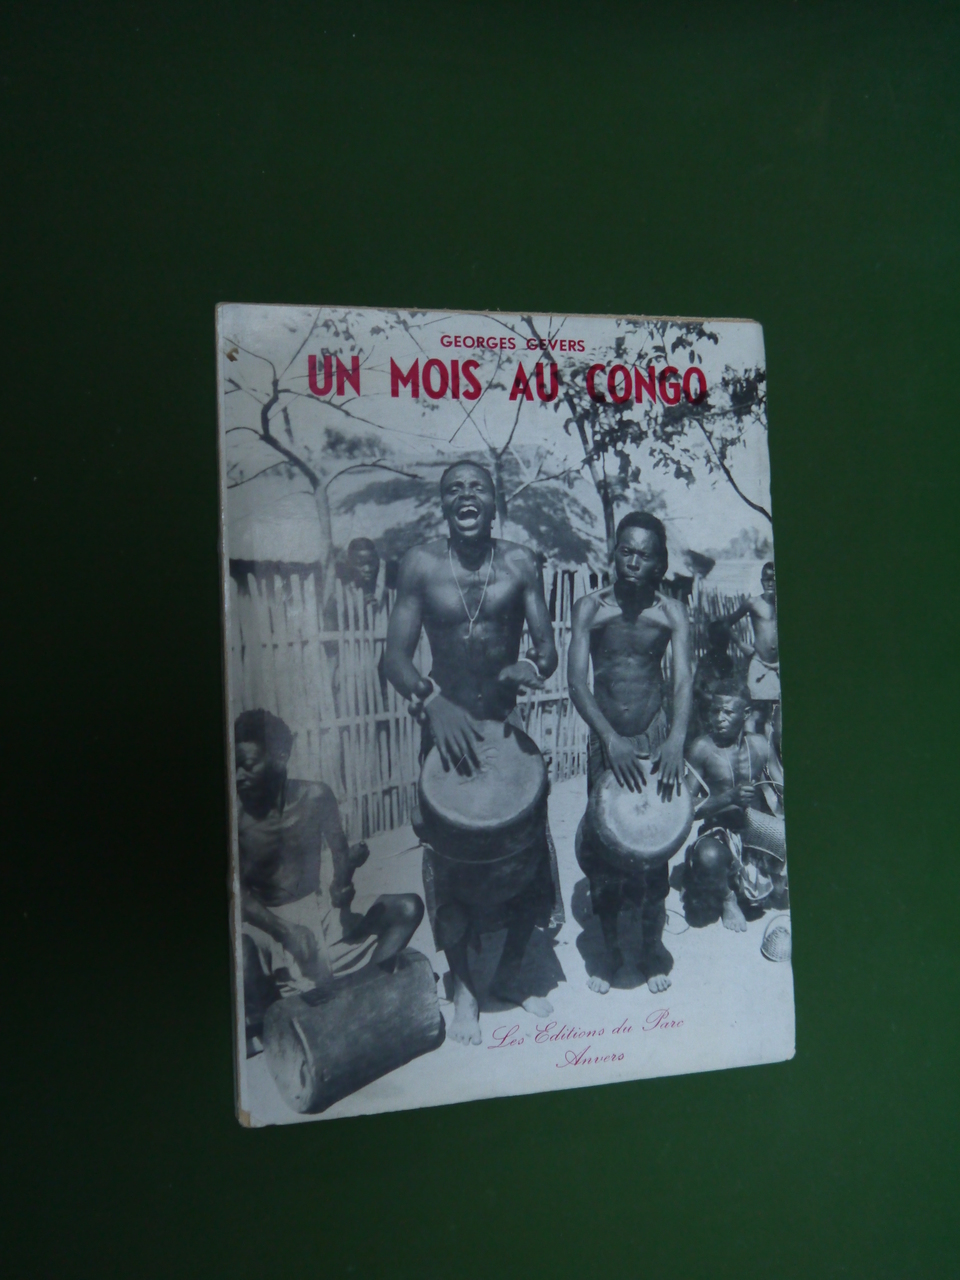 GEORGES GEVERS
UN MOIS AU CONGO
Les Editions du Parc
Anvers